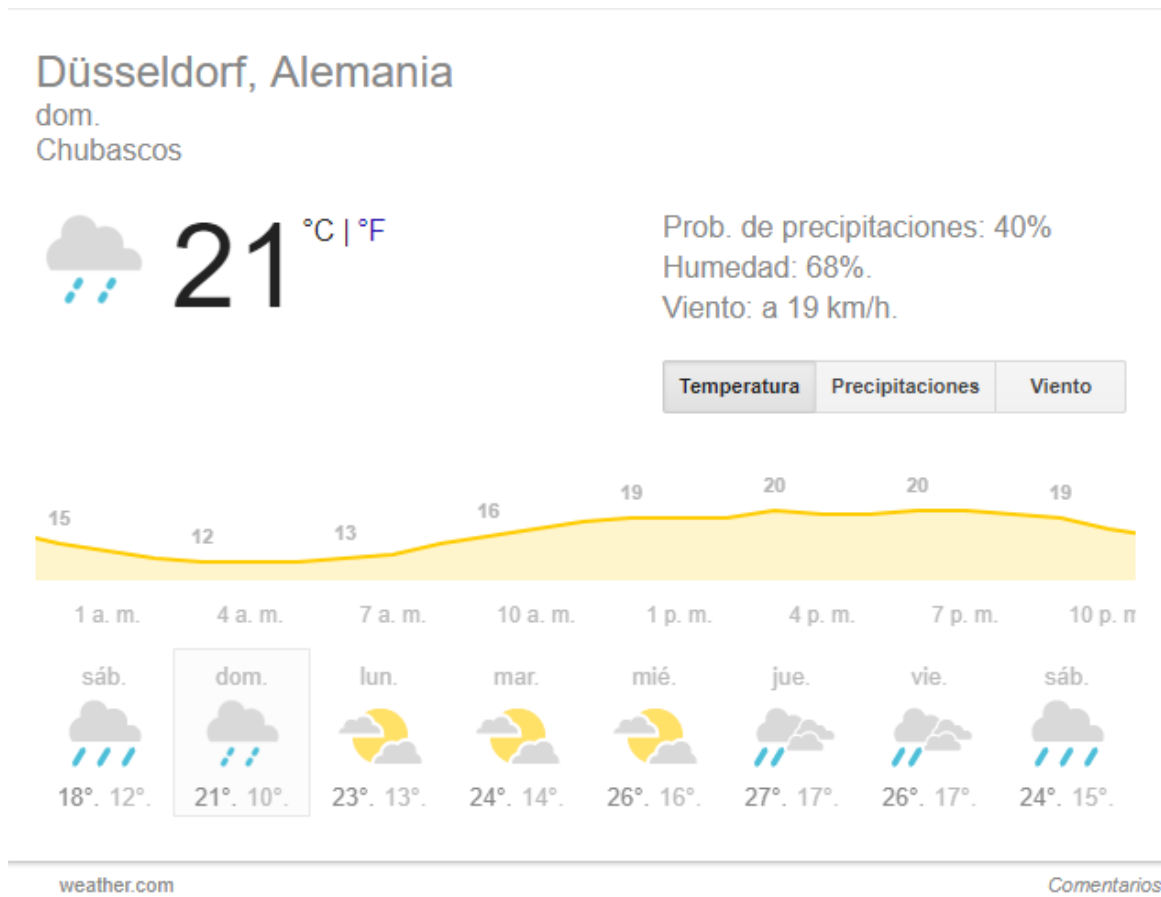 Düsseldorf, Alemania
dom.
Chubascos
21 °C | °F
Prob. de precipitaciones: 40%
Humedad: 68%.
Viento: a 19 km/h.
Temperatura Precipitaciones Viento
15 12 13 16 19 20 20 19
1 a. m. 4 a. m. 7 a. m. 10 a. m. 1 p. m. 4 p. m. 7 p. m. 10 p. m
sáb. dom. lun. mar. mié. jue. vie. sáb.
18°. 12°. 21°. 10°. 23°. 13°. 24°. 14°. 26°. 16°. 27°. 17°. 26°. 17°. 24°. 15°.
weather.com Comentarios